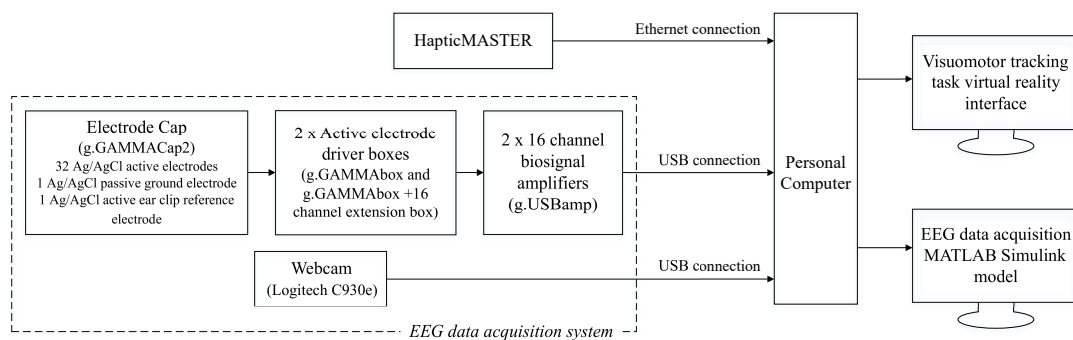 HapticMASTER
Ethernet connection
Visuomotor tracking
task virtual reality
interface
Electrode Cap
(g.GAMMACap2)
32 Ag/AgCl active electrodes
1 Ag/AgCl passive ground electrode
1 Ag/AgCl active ear clip reference
electrode
2 x Active electrode
driver boxes
(g.GAMMAbox and
g.GAMMAbox +16
channel extension box)
2 x 16 channel
biosignal
amplifiers
(g.USBamp)
USB connection
Personal
Computer
Webcam
(Logitech C930e)
USB connection
EEG data acquisition
MATLAB Simulink
model
EEG data acquisition system